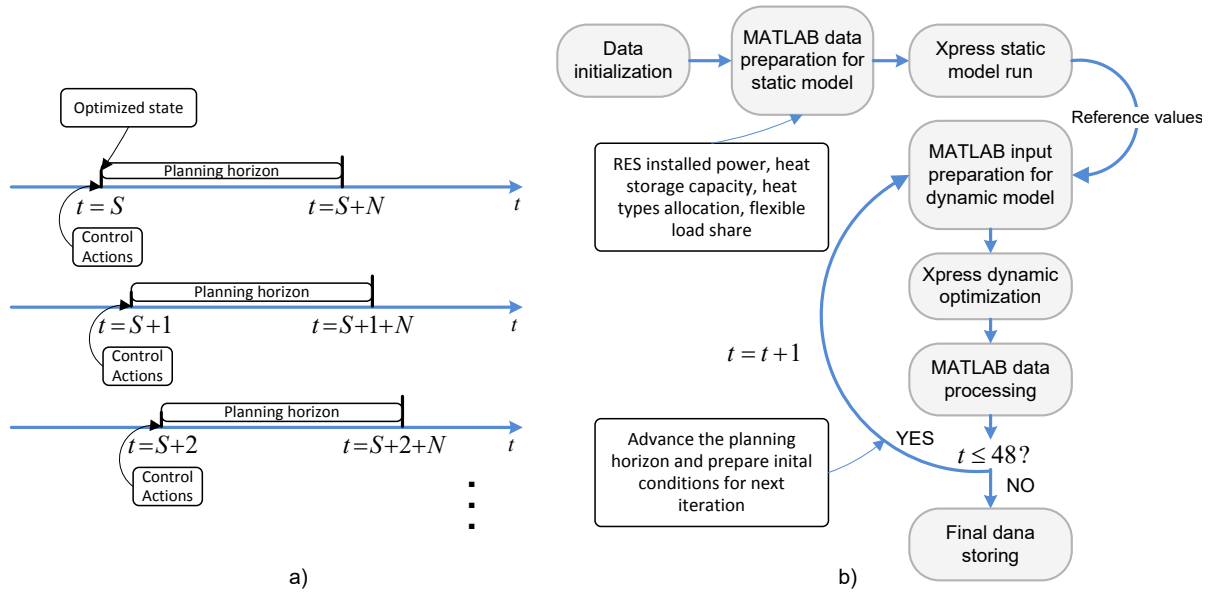 Optimized state
Planning horizon
t = S
t=S+N
t
Control
Actions
Planning horizon
t=S+1
t=S+1+N
t
Control
Actions
Planning horizon
t=S+2
t=S+2+N
t
Control
Actions
a)
Data
initialization
MATLAB data
preparation for
static model
Xpress static
model run
Reference values
RES installed power, heat
storage capacity, heat
types allocation, flexible
load share
MATLAB input
preparation for
dynamic model
Xpress dynamic
optimization
t = t+1
MATLAB data
processing
Advance the planning
horizon and prepare inital
conditions for next
iteration
YES
t ≤ 48?
NO
Final dana
storing
b)